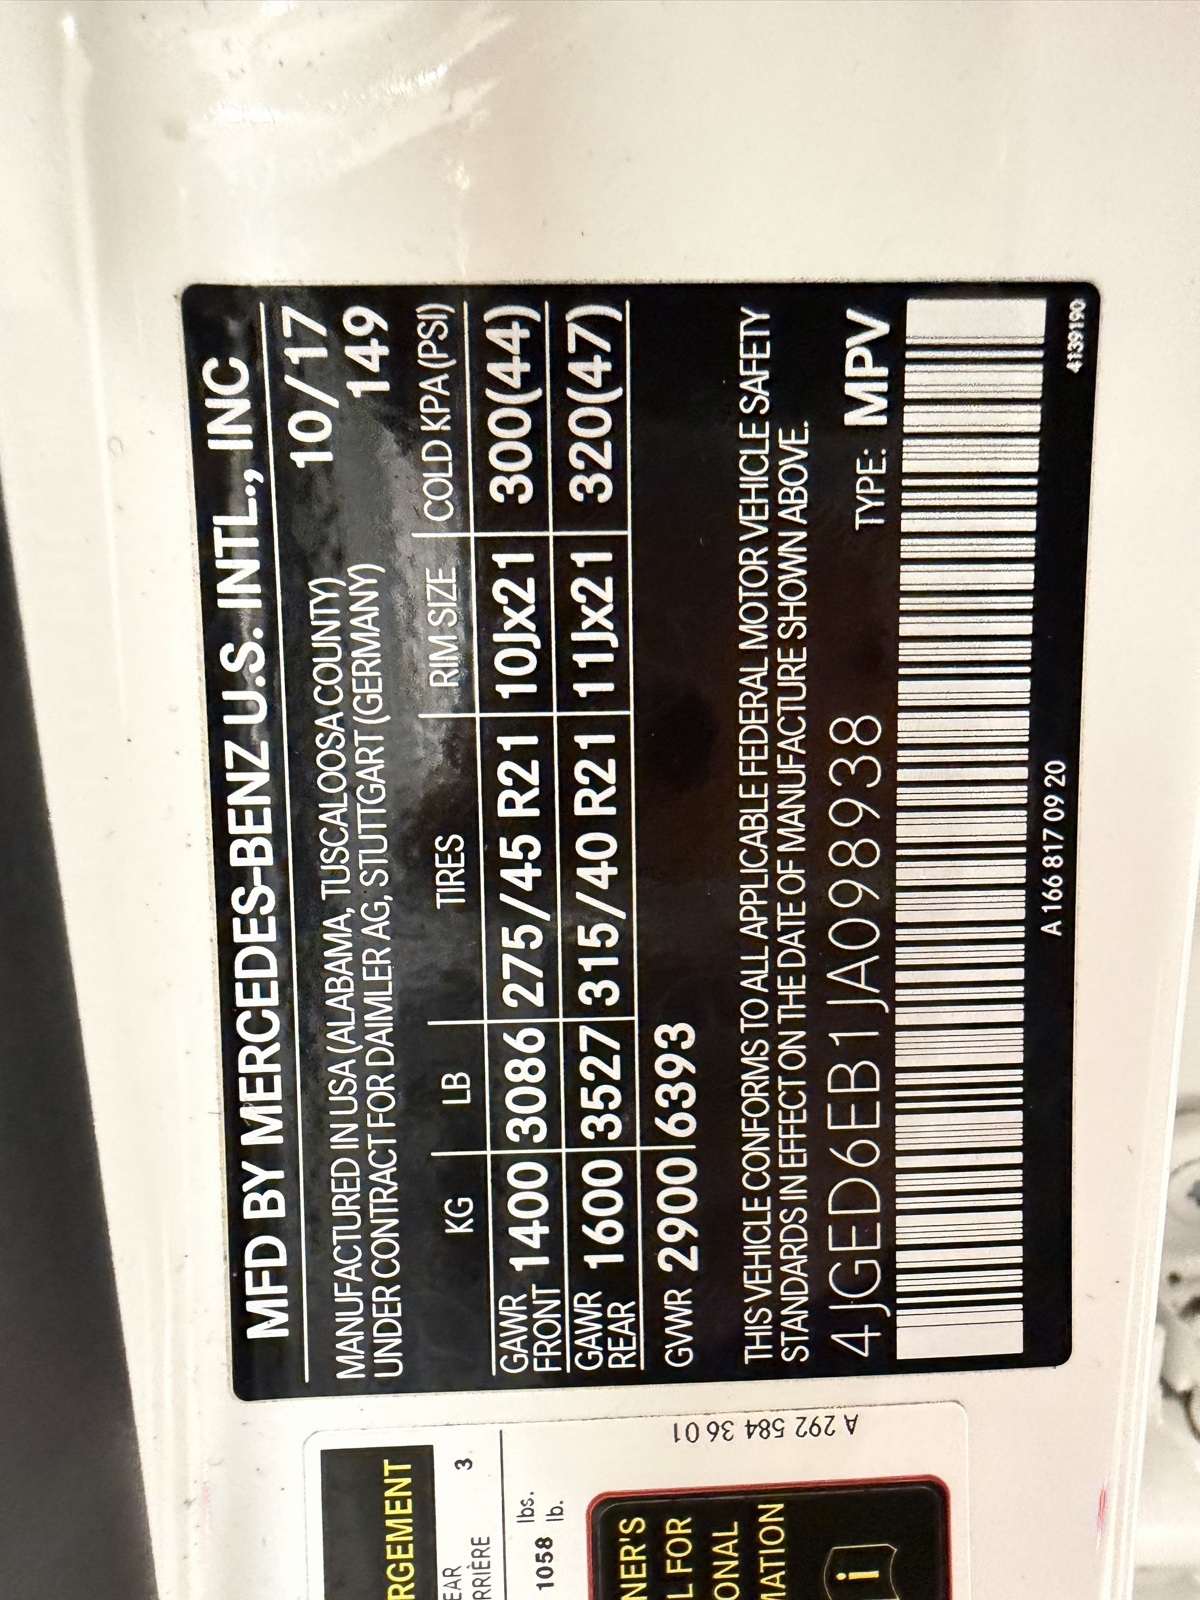 MFD BY MERCEDES-BENZ U.S. INTL., INC
MANUFACTURED IN USA (ALABAMA, TUSCALOOSA COUNTY) 10/17
UNDER CONTRACT FOR DAIMLER AG, STUTTGART (GERMANY) 149
KG LB TIRES RIM SIZE COLD KPA (PSI)
GAWR FRONT 1400 3086 275/45 R21 10Jx21 300(44)
GAWR REAR 1600 3527 315/40 R21 11Jx21 320(47)
GVWR 2900 6393
THIS VEHICLE CONFORMS TO ALL APPLICABLE FEDERAL MOTOR VEHICLE SAFETY
STANDARDS IN EFFECT ON THE DATE OF MANUFACTURE SHOWN ABOVE.
4JGED6EB1JA098938 TYPE: MPV
A 166 817 09 20
4139190
RGEMENT
EAR 3
RRIÈRE
1058 lbs.
lb.
A 292 584 36 01
NER'S
L FOR
ONAL
MATION
i